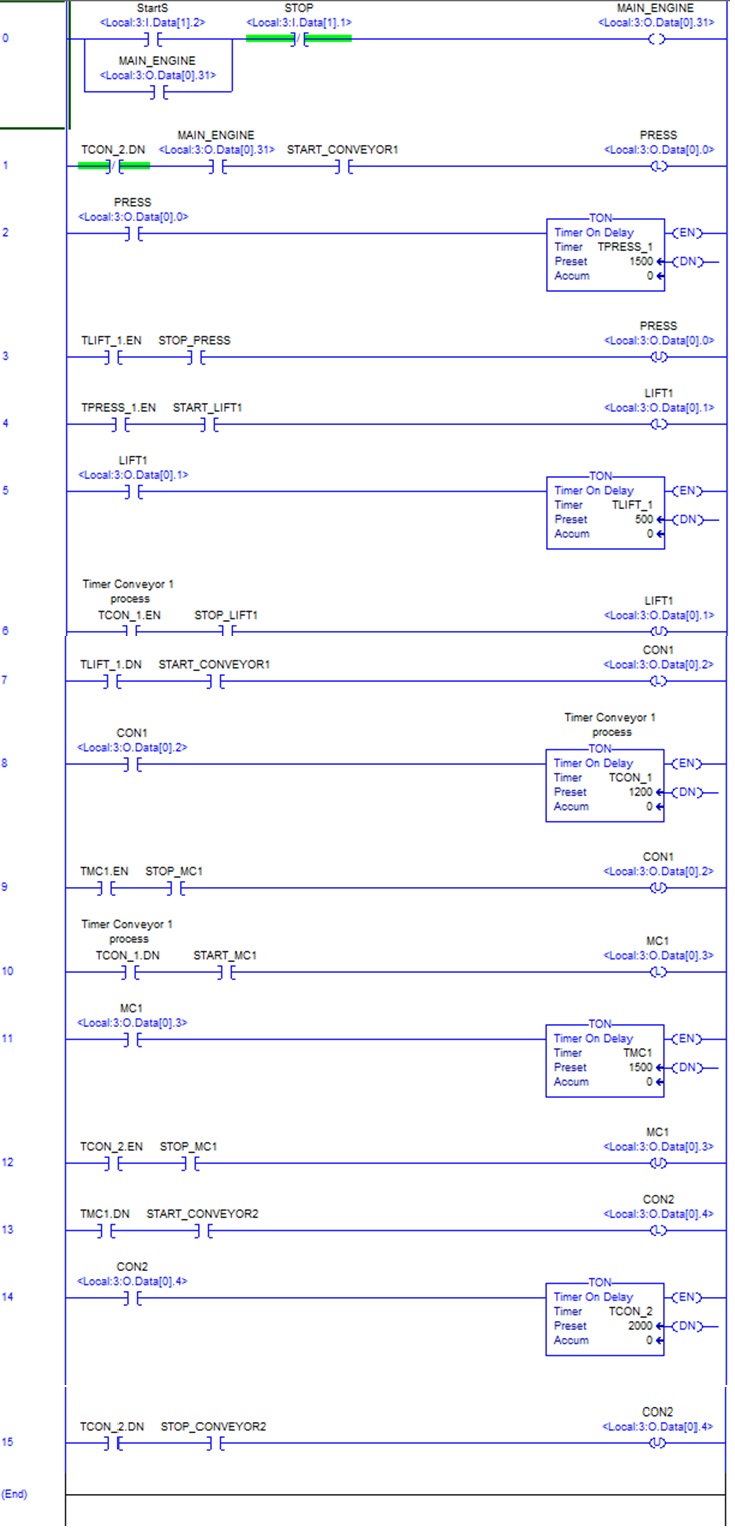 0
StartS
<Local:3:I.Data[1].2>
STOP
<Local:3:I.Data[1].1>
MAIN_ENGINE
<Local:3:O.Data[0].31>
MAIN_ENGINE
<Local:3:O.Data[0].31>
1
TCON_2.DN
MAIN_ENGINE
<Local:3:O.Data[0].31>
START_CONVEYOR1
PRESS
<Local:3:O.Data[0].0>
L
2
PRESS
<Local:3:O.Data[0].0>
TON
Timer On Delay
Timer TPRESS_1
Preset 1500
Accum 0
EN
DN
3
TLIFT_1.EN
STOP_PRESS
PRESS
<Local:3:O.Data[0].0>
U
4
TPRESS_1.EN
START_LIFT1
LIFT1
<Local:3:O.Data[0].1>
L
5
LIFT1
<Local:3:O.Data[0].1>
TON
Timer On Delay
Timer TLIFT_1
Preset 500
Accum 0
EN
DN
6
Timer Conveyor 1
process
TCON_1.EN
STOP_LIFT1
LIFT1
<Local:3:O.Data[0].1>
U
7
TLIFT_1.DN
START_CONVEYOR1
CON1
<Local:3:O.Data[0].2>
L
8
CON1
<Local:3:O.Data[0].2>
Timer Conveyor 1
process
TON
Timer On Delay
Timer TCON_1
Preset 1200
Accum 0
EN
DN
9
TMC1.EN
STOP_MC1
CON1
<Local:3:O.Data[0].2>
U
10
Timer Conveyor 1
process
TCON_1.DN
START_MC1
MC1
<Local:3:O.Data[0].3>
L
11
MC1
<Local:3:O.Data[0].3>
TON
Timer On Delay
Timer TMC1
Preset 1500
Accum 0
EN
DN
12
TCON_2.EN
STOP_MC1
MC1
<Local:3:O.Data[0].3>
U
13
TMC1.DN
START_CONVEYOR2
CON2
<Local:3:O.Data[0].4>
L
14
CON2
<Local:3:O.Data[0].4>
TON
Timer On Delay
Timer TCON_2
Preset 2000
Accum 0
EN
DN
15
TCON_2.DN
STOP_CONVEYOR2
CON2
<Local:3:O.Data[0].4>
U
(End)